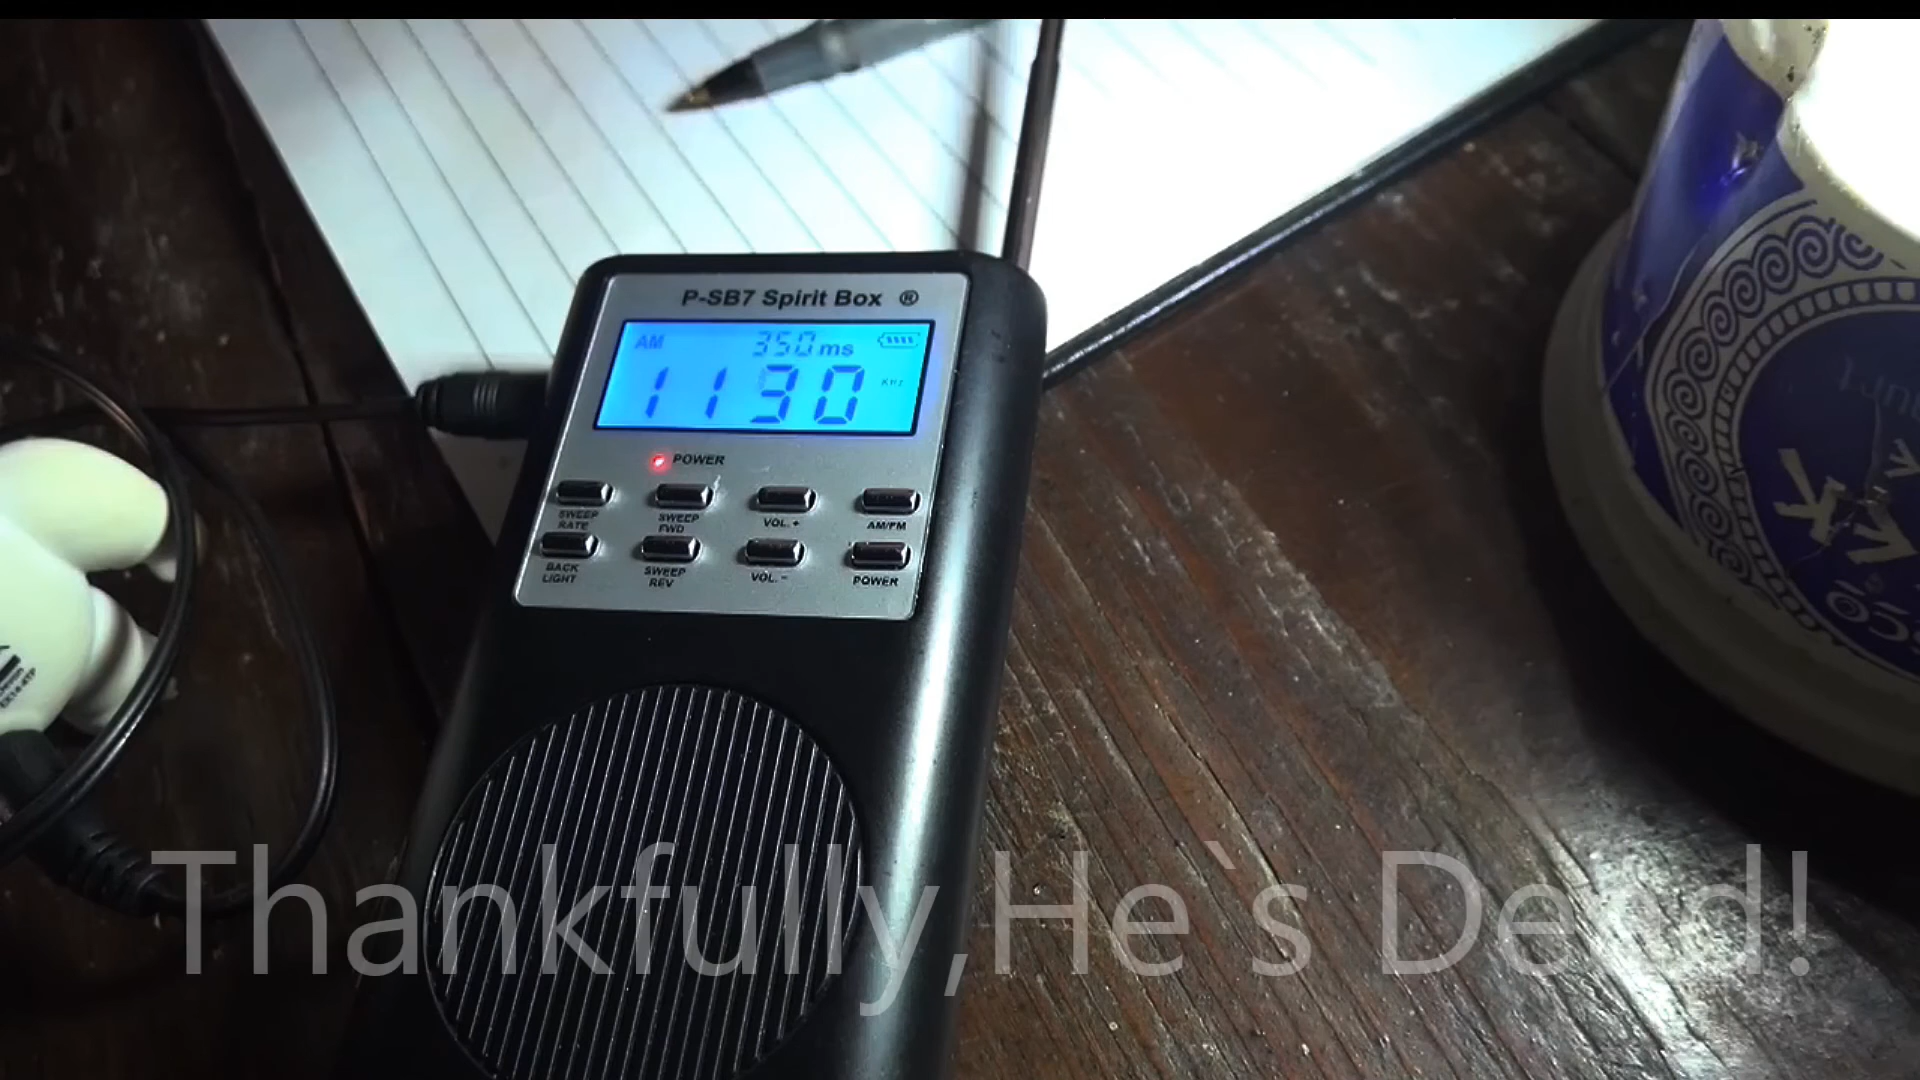 P-SB7 Spirit Box ®
AM 350 ms
1130 KHz
POWER
SWEEP RATE
SWEEP FWD
VOL. +
AM/FM
BACK LIGHT
SWEEP REV
VOL. -
POWER
Thankfully,He`s Dead!